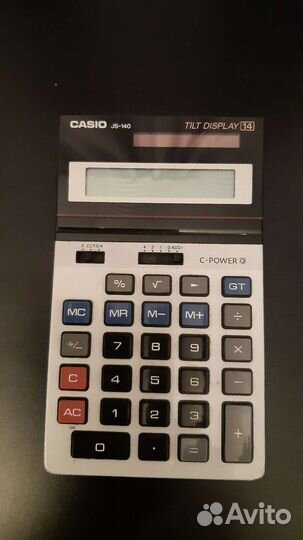 CASIO JS-140 TILT DISPLAY 14
F CUT 5/4 4 2 1 0 ADD2
C-POWER
% √ ► GT
MC MR M− M+ ÷
+/− 7 8 9 ×
C 4 5 6 −
AC 1 2 3 +
ON
0 · =
Avito